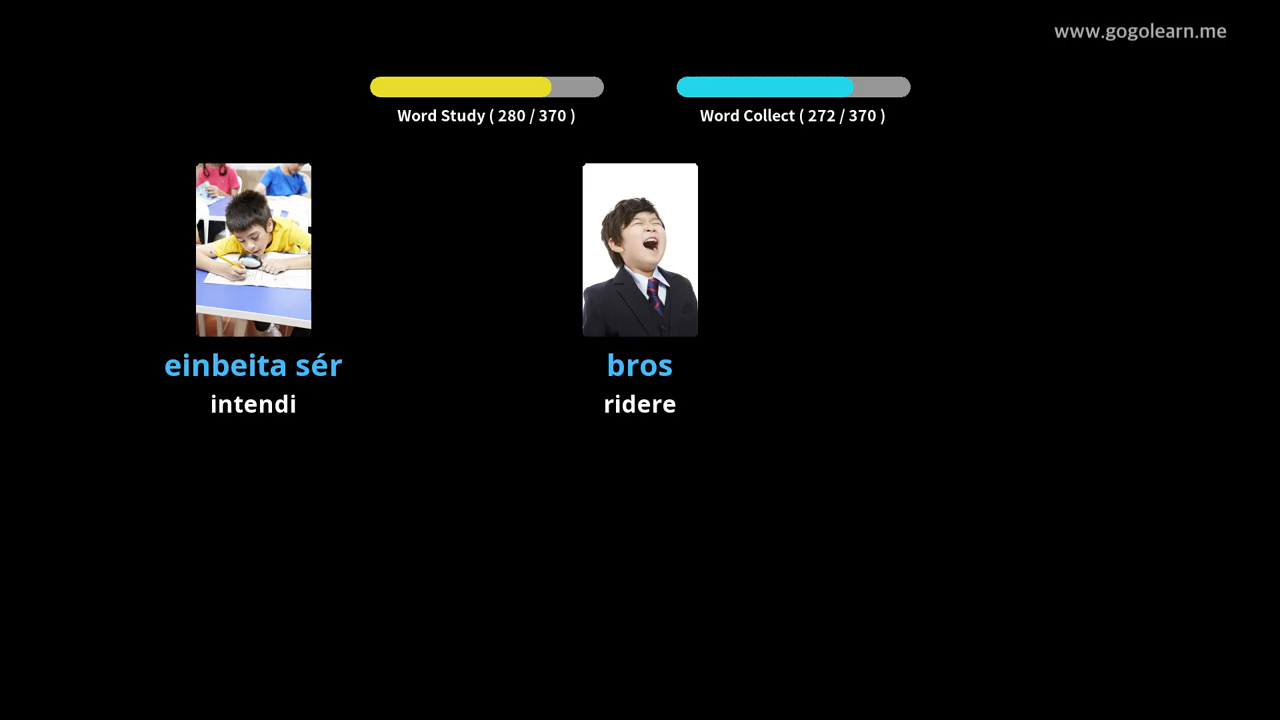 www.gogolearn.me
Word Study ( 280 / 370 )
Word Collect ( 272 / 370 )
einbeita sér
intendi
bros
ridere